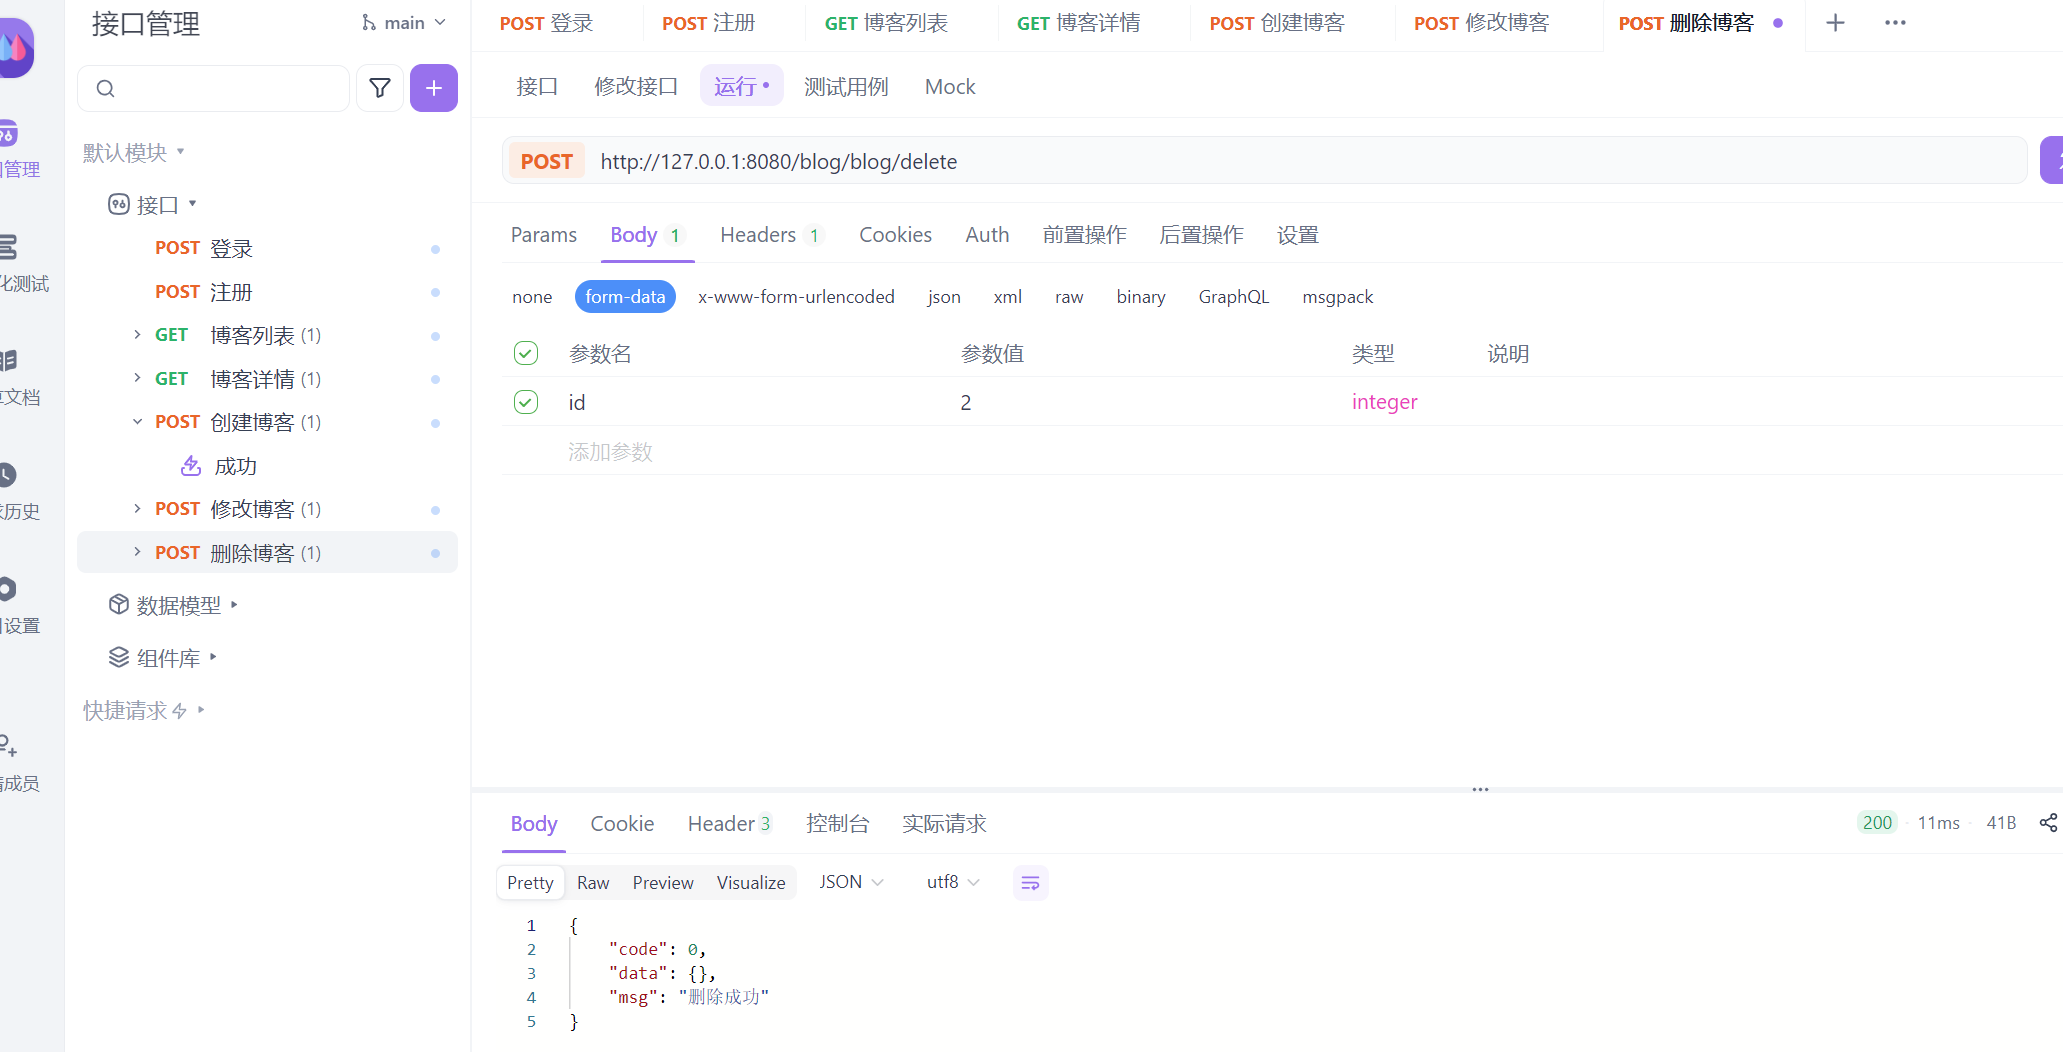 接口管理
main
POST 登录
POST 注册
GET 博客列表
GET 博客详情
POST 创建博客
POST 修改博客
POST 删除博客
接口
修改接口
运行
测试用例
Mock
管理
化测试
文档
历史
设置
成员
默认模块
接口
POST 登录
POST 注册
GET 博客列表 (1)
GET 博客详情 (1)
POST 创建博客 (1)
成功
POST 修改博客 (1)
POST 删除博客 (1)
数据模型
组件库
快捷请求
POST http://127.0.0.1:8080/blog/blog/delete
Params Body 1 Headers 1 Cookies Auth 前置操作 后置操作 设置
none form-data x-www-form-urlencoded json xml raw binary GraphQL msgpack
参数名 参数值 类型 说明
id 2 integer
添加参数
Body Cookie Header 3 控制台 实际请求
200 · 11ms · 41B
Pretty Raw Preview Visualize JSON utf8
1 {
2 "code": 0,
3 "data": {},
4 "msg": "删除成功"
5 }